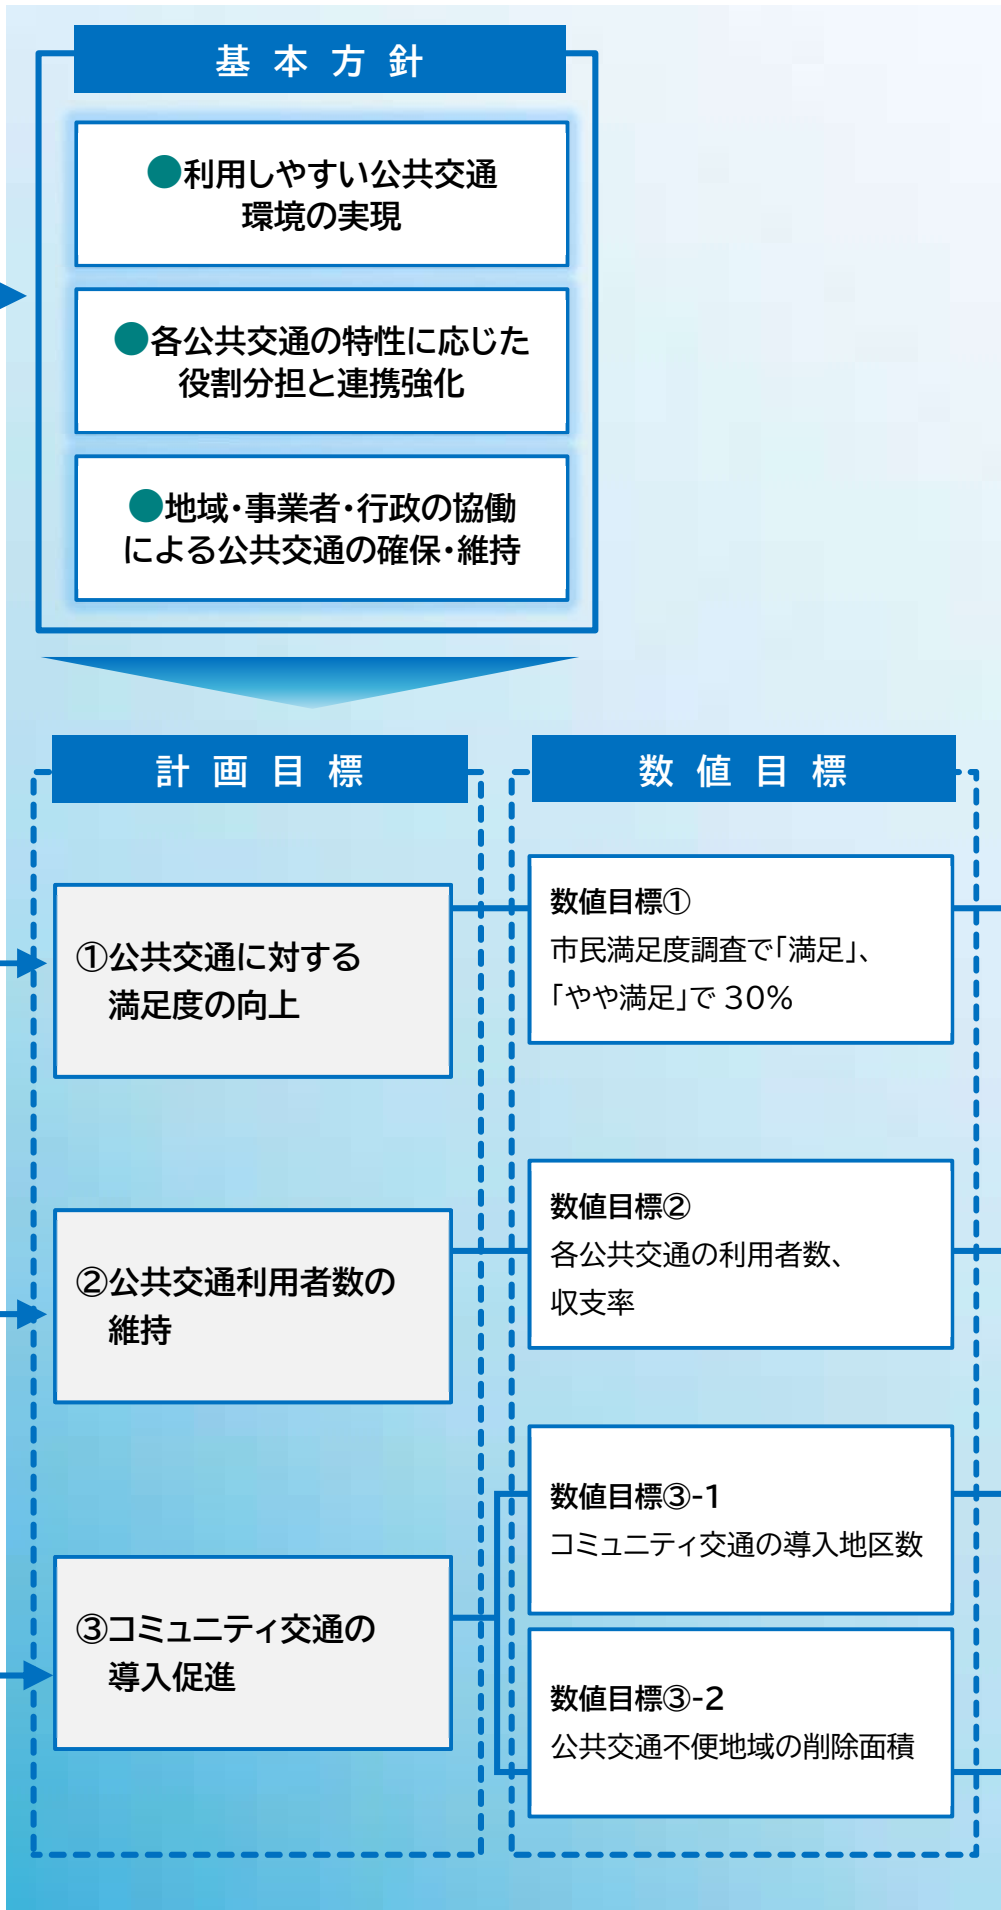 基本方針
●利用しやすい公共交通
環境の実現
●各公共交通の特性に応じた
役割分担と連携強化
●地域・事業者・行政の協働
による公共交通の確保・維持
計画目標
①公共交通に対する
満足度の向上
②公共交通利用者数の
維持
③コミュニティ交通の
導入促進
数値目標
数値目標①
市民満足度調査で「満足」、
「やや満足」で 30%
数値目標②
各公共交通の利用者数、
収支率
数値目標③-1
コミュニティ交通の導入地区数
数値目標③-2
公共交通不便地域の削除面積